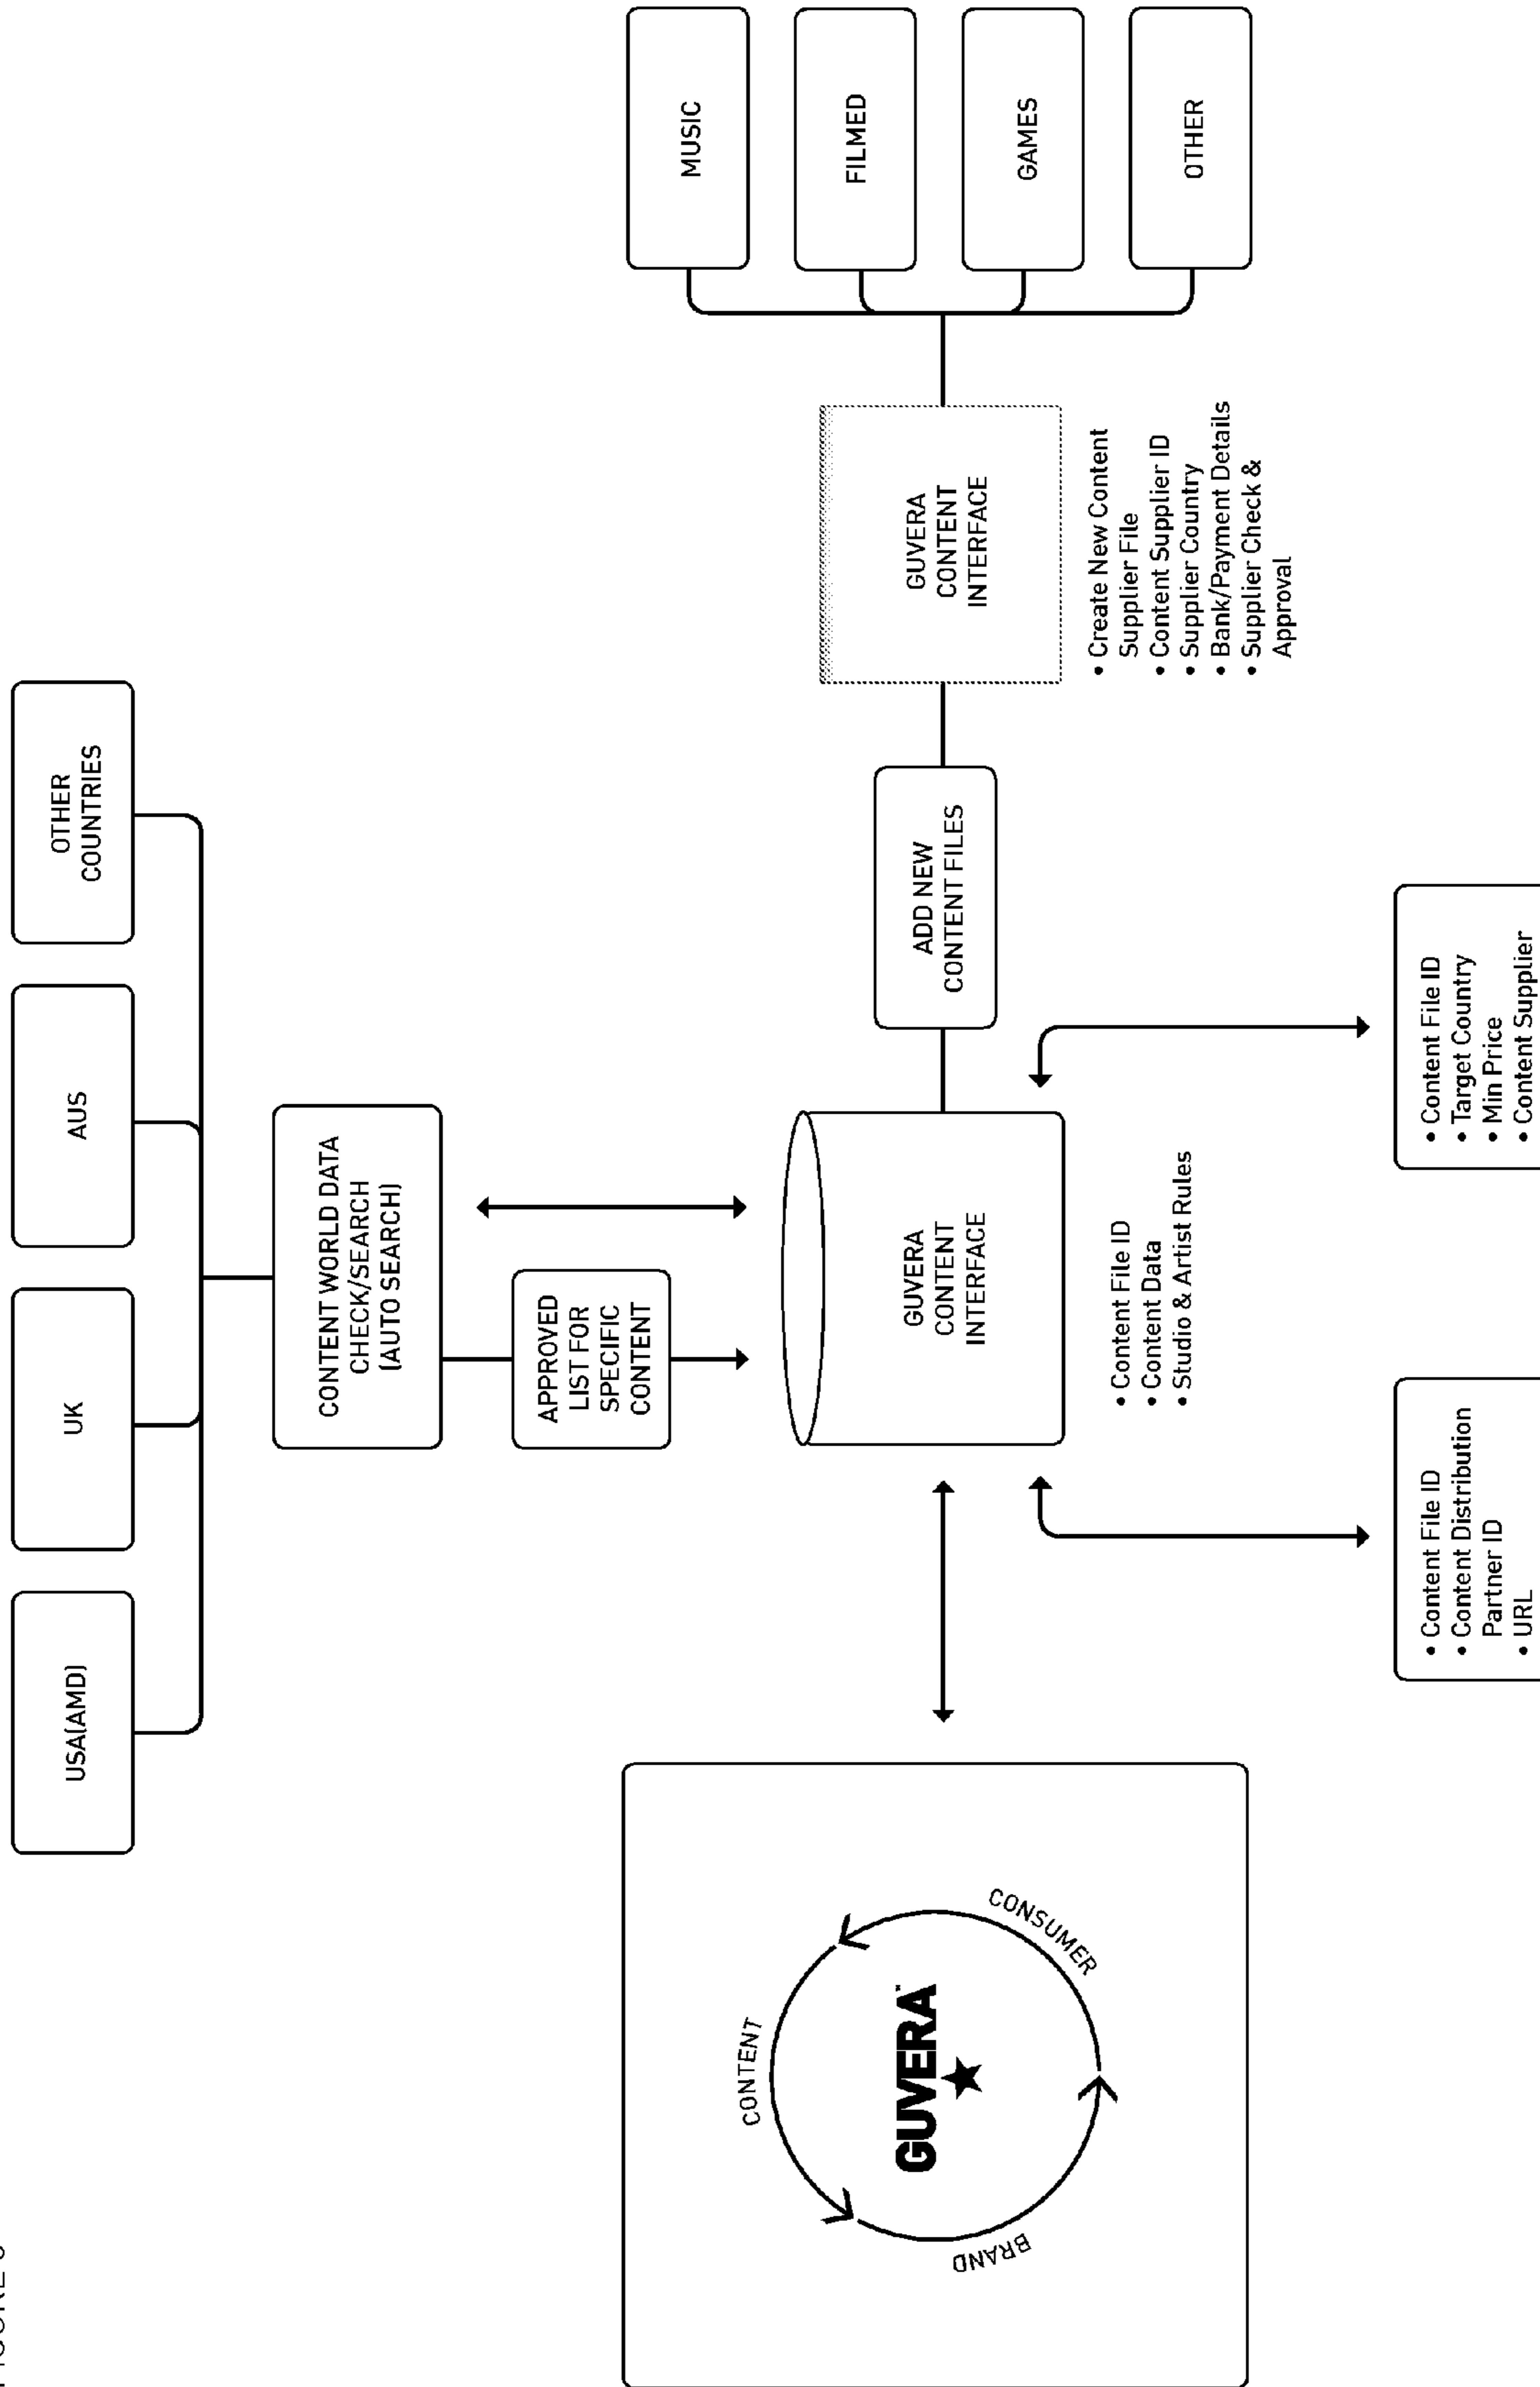 USA(AMD)
UK
AUS
OTHER
COUNTRIES
CONTENT WORLD DATA
CHECK/SEARCH
(AUTO SEARCH)
APPROVED
LIST FOR
SPECIFIC
CONTENT
CONTENT
GUVERA
BRAND
CONSUMER
GUVERA
CONTENT
INTERFACE
• Content File ID
• Content Data
• Studio & Artist Rules
ADD NEW
CONTENT FILES
GUVERA
CONTENT
INTERFACE
• Create New Content
Supplier File
• Content Supplier ID
• Supplier Country
• Bank/Payment Details
• Supplier Check &
Approval
MUSIC
FILMED
GAMES
OTHER
• Content File ID
• Content Distribution
Partner ID
• URL
• Content File ID
• Target Country
• Min Price
• Content Supplier